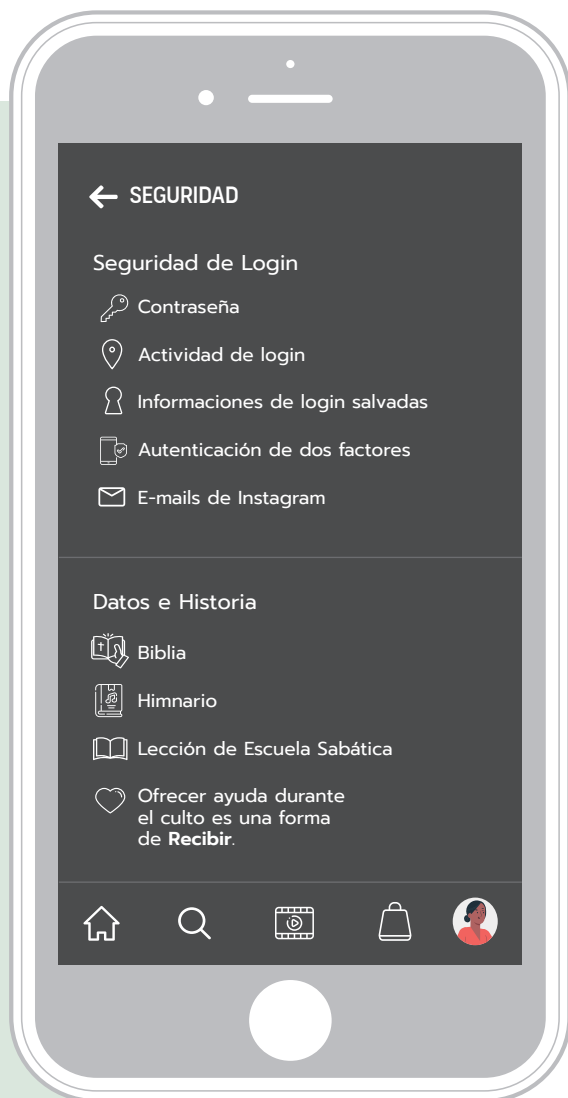 SEGURIDAD
Seguridad de Login
Contraseña
Actividad de login
Informaciones de login salvadas
Autenticación de dos factores
E-mails de Instagram
Datos e Historia
Biblia
Himnario
Lección de Escuela Sabática
Ofrecer ayuda durante
el culto es una forma
de Recibir.